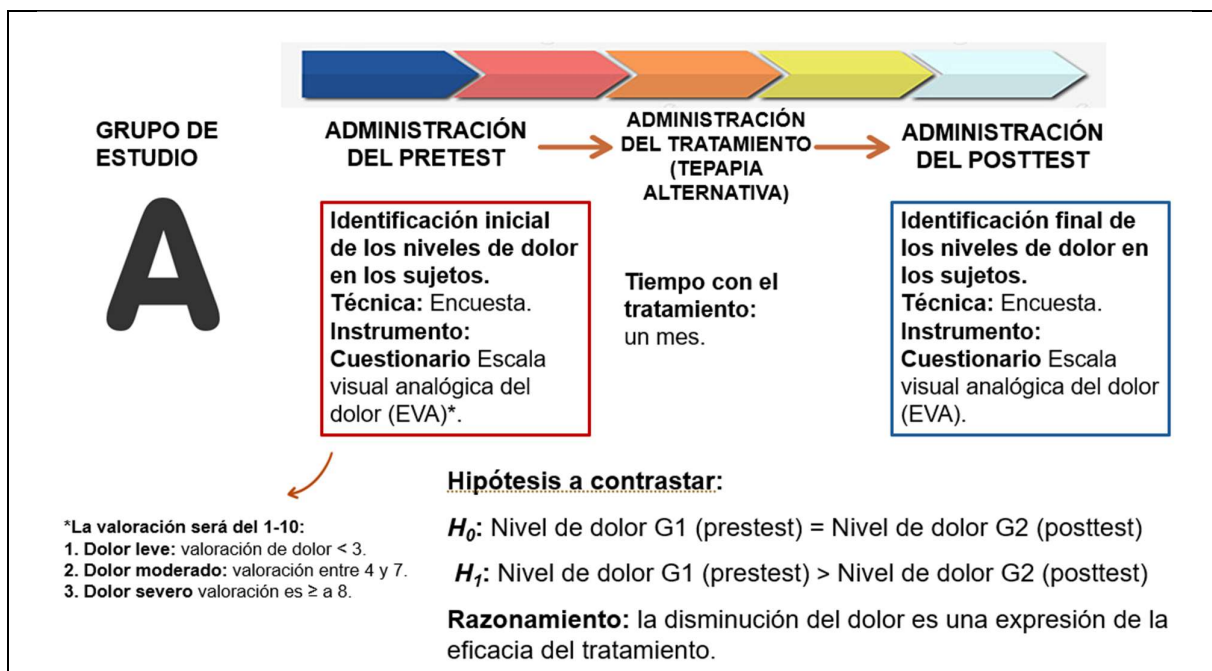 GRUPO DE
ESTUDIO
A
ADMINISTRACIÓN
DEL PRETEST
ADMINISTRACIÓN
DEL TRATAMIENTO
(TEPAPIA
ALTERNATIVA)
ADMINISTRACIÓN
DEL POSTTEST
Identificación inicial
de los niveles de dolor
en los sujetos.
Técnica: Encuesta.
Instrumento:
Cuestionario Escala
visual analógica del
dolor (EVA)*.
Tiempo con el
tratamiento:
un mes.
Identificación final de
los niveles de dolor en
los sujetos.
Técnica: Encuesta.
Instrumento:
Cuestionario Escala
visual analógica del dolor
(EVA).
*La valoración será del 1-10:
1. Dolor leve: valoración de dolor < 3.
2. Dolor moderado: valoración entre 4 y 7.
3. Dolor severo valoración es ≥ a 8.
Hipótesis a contrastar:
H₀: Nivel de dolor G1 (prestest) = Nivel de dolor G2 (posttest)
H₁: Nivel de dolor G1 (prestest) > Nivel de dolor G2 (posttest)
Razonamiento: la disminución del dolor es una expresión de la
eficacia del tratamiento.